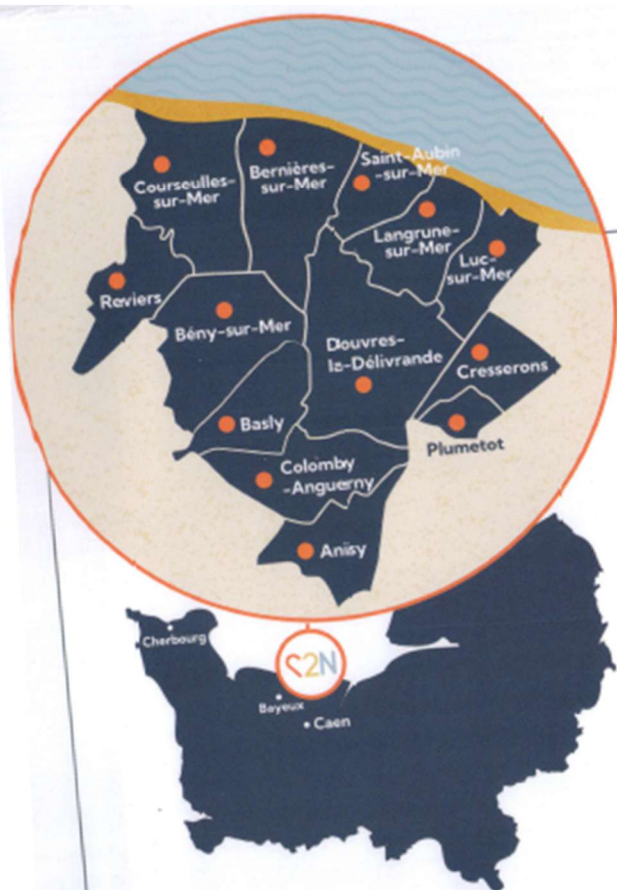 Courseulles-
sur-Mer
Bernières-
sur-Mer
Saint-Aubin
-sur-Mer
Langrune-
sur-Mer
Luc-
sur-Mer
Reviers
Bény-sur-Mer
Douvres-
la-Délivrande
Cresserons
Basly
Plumetot
Colomby
-Anguerny
Anisy
Cherbourg
C2N
Bayeux
Caen